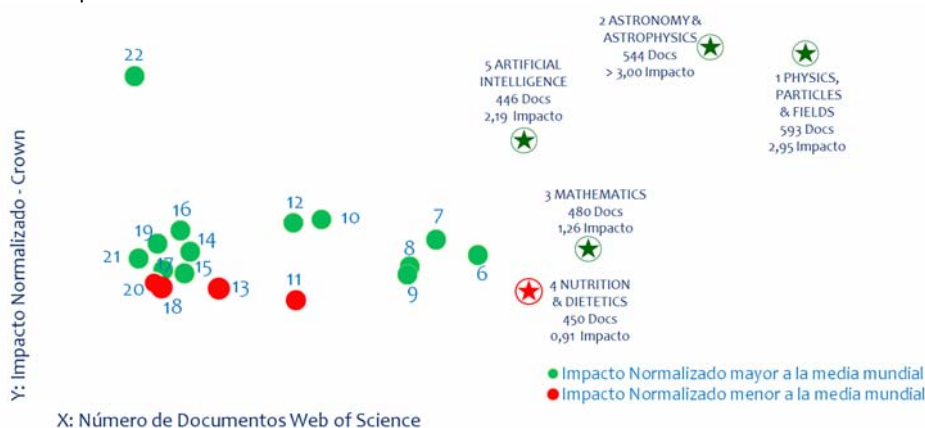 2 ASTRONOMY &
ASTROPHYSICS
544 Docs
> 3,00 Impacto
22
5 ARTIFICIAL
INTELLIGENCE
446 Docs
2,19 Impacto
1 PHYSICS,
PARTICLES
& FIELDS
593 Docs
2,95 Impacto
3 MATHEMATICS
480 Docs
1,26 Impacto
16
12
10
7
19
14
8
6
21
17
15
9
20
18
13
11
4 NUTRITION
& DIETETICS
450 Docs
0,91 Impacto
Impacto Normalizado mayor a la media mundial
Impacto Normalizado menor a la media mundial
Y: Impacto Normalizado - Crown
X: Número de Documentos Web of Science